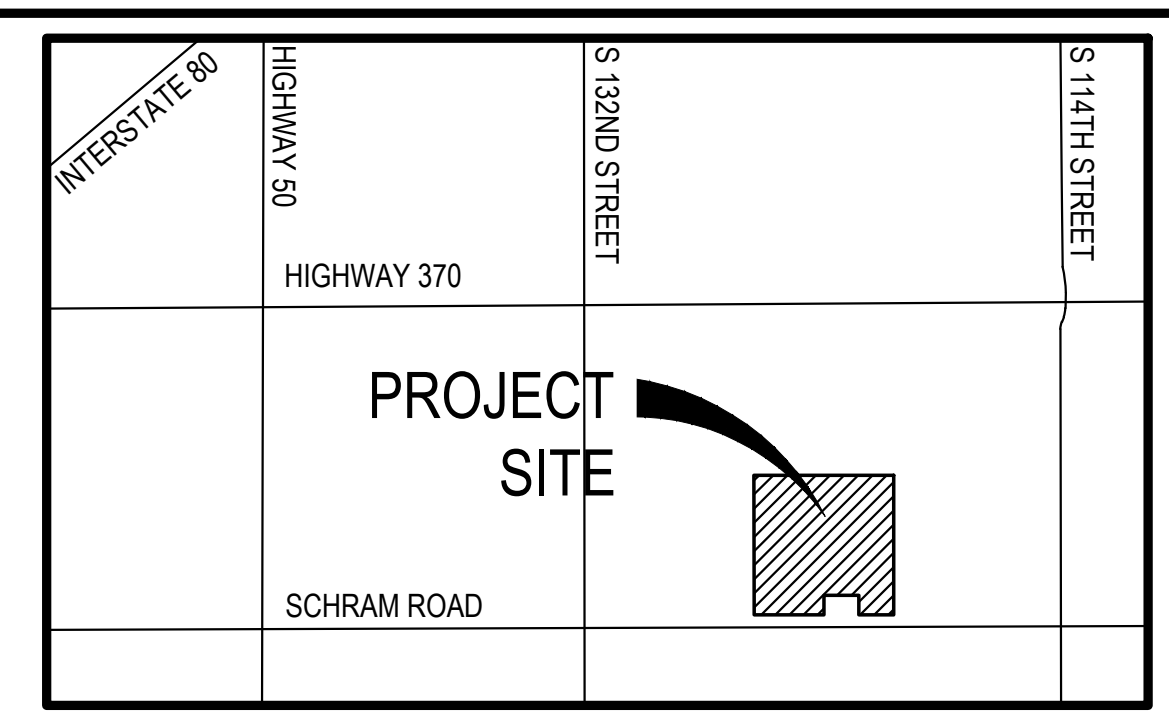 INTERSTATE 80
HIGHWAY 50
S 132ND STREET
S 114TH STREET
HIGHWAY 370
PROJECT
SITE
SCHRAM ROAD